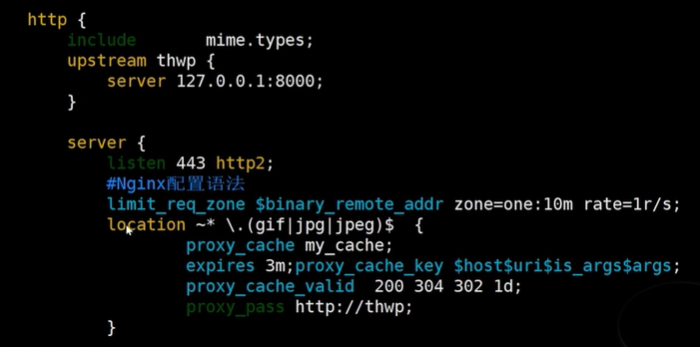 http {
include mime.types;
upstream thwp {
server 127.0.0.1:8000;
}
server {
listen 443 http2;
#Nginx配置语法
limit_req_zone $binary_remote_addr zone=one:10m rate=1r/s;
location ~* \.(gif|jpg|jpeg)$ {
proxy_cache my_cache;
expires 3m;proxy_cache_key $host$uri$is_args$args;
proxy_cache_valid 200 304 302 1d;
proxy_pass http://thwp;
}